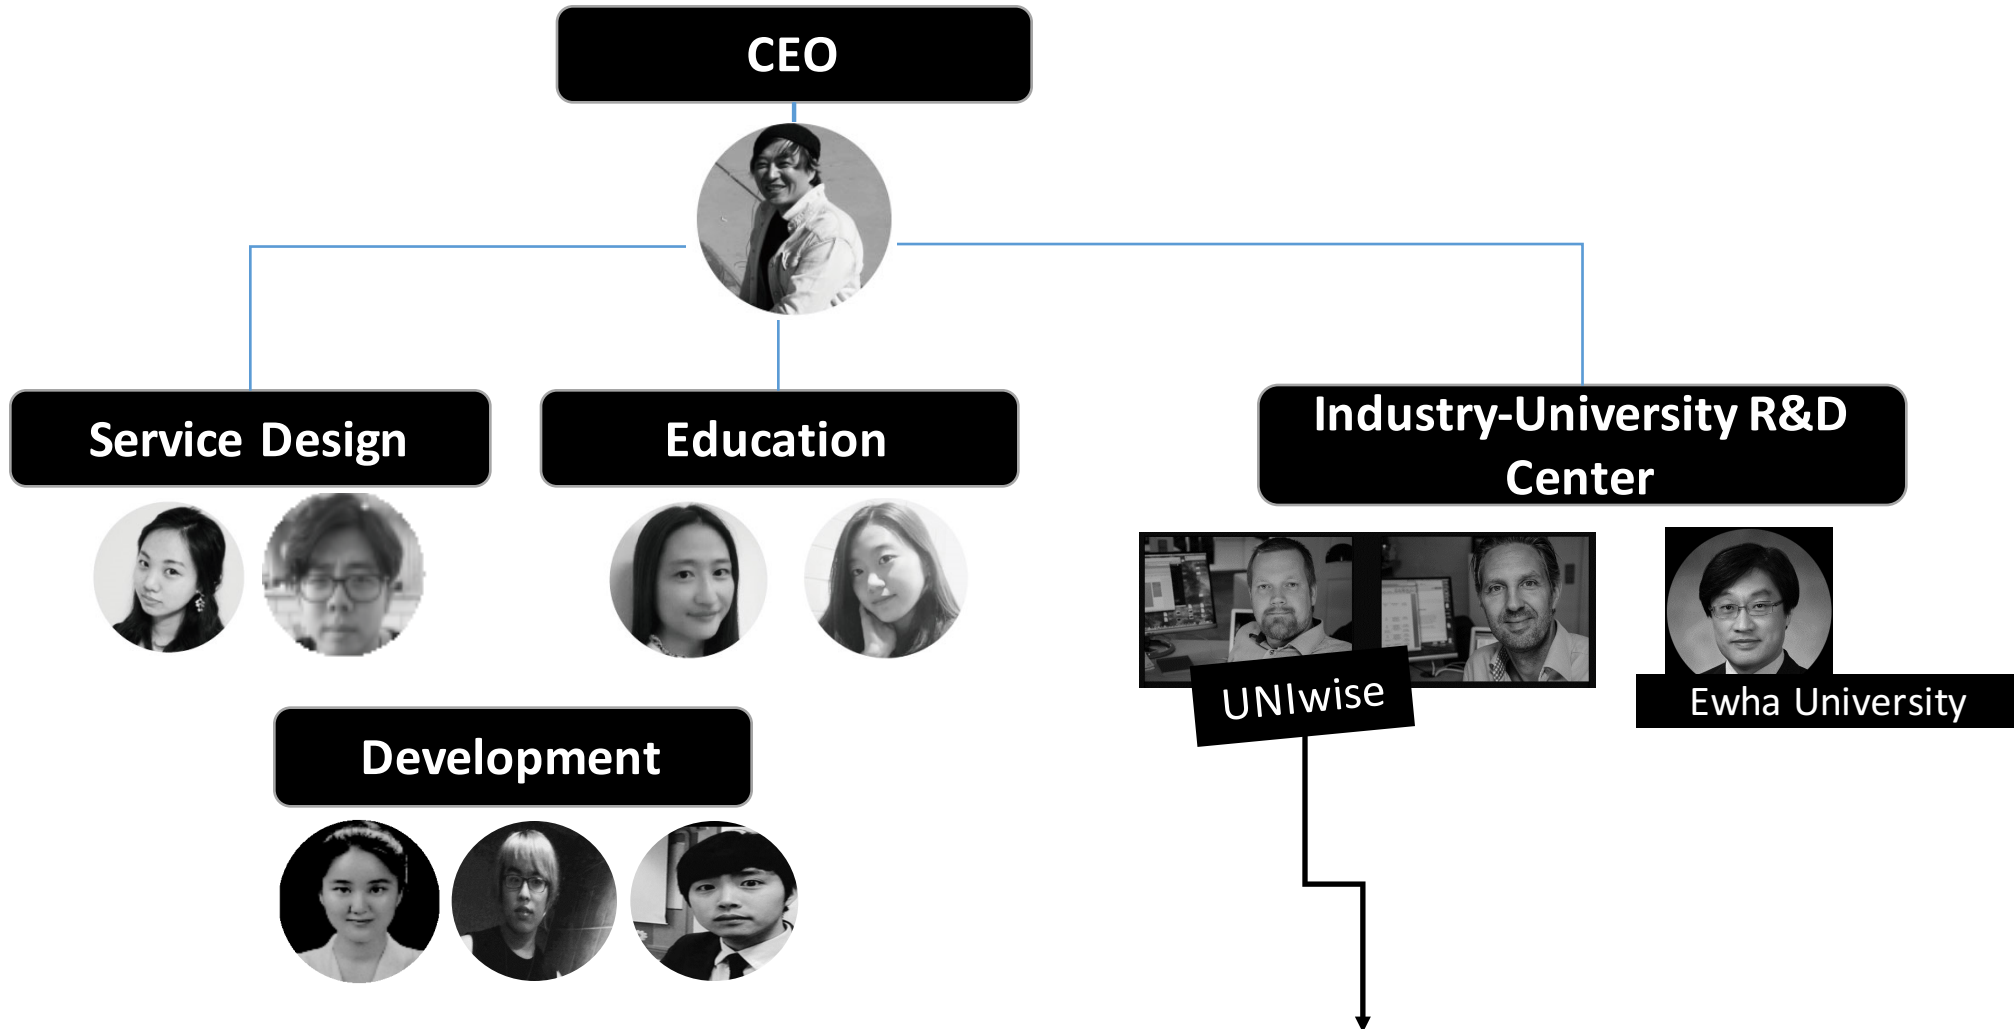 CEO
Service Design
Education
Industry-University R&D
Center
UNIwise
Ewha University
Development